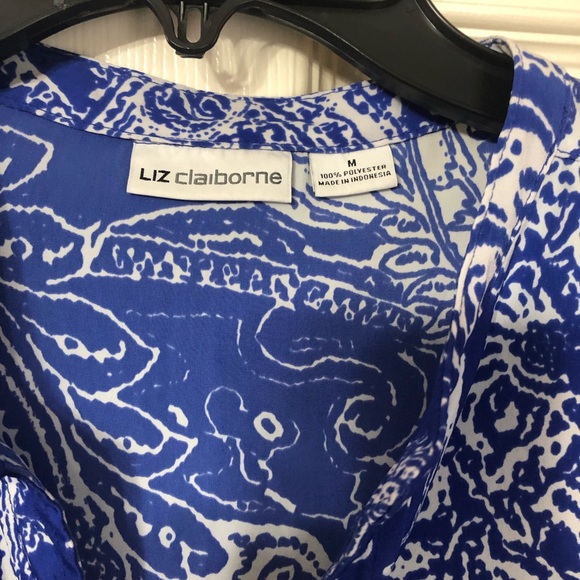 LIZ claiborne
M
100% POLYESTER
MADE IN INDONESIA